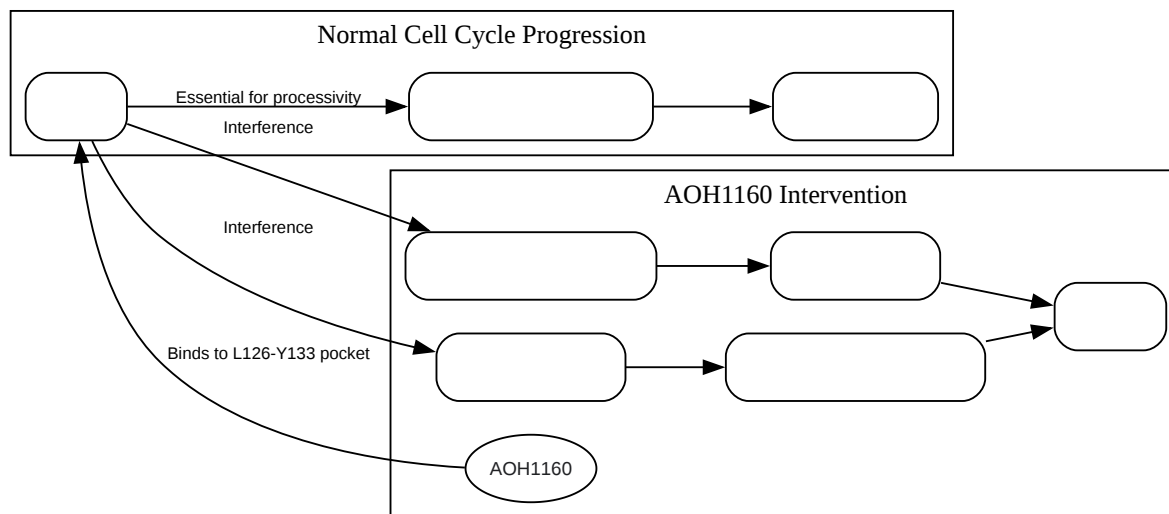 Normal Cell Cycle Progression
Essential for processivity
Interference
AOH1160 Intervention
Interference
Binds to L126-Y133 pocket
AOH1160